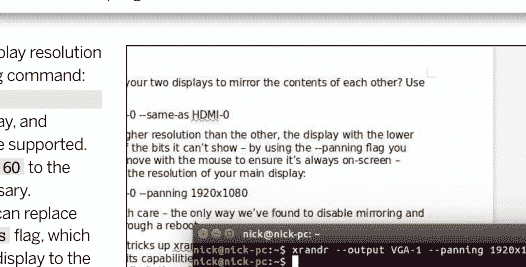 play resolution
g command:
ay, and
e supported.
60 to the
sary.
can replace
s flag, which
display to the
your two displays to mirror the contents of each other? Use
-0 --same-as HDMI-0
gher resolution than the other, the display with the lower
f the bits it can't show – by using the --panning flag you
move with the mouse to ensure it's always on-screen –
the resolution of your main display:
-0 --panning 1920x1080
h care – the only way we've found to disable mirroring and
rough a reboo
tricks up xran
its capabilities
nick@nick-pc: ~
nick@nick-pc:~$ xrandr --output VGA-1 --panning 1920x1
nick@nick-pc:~$